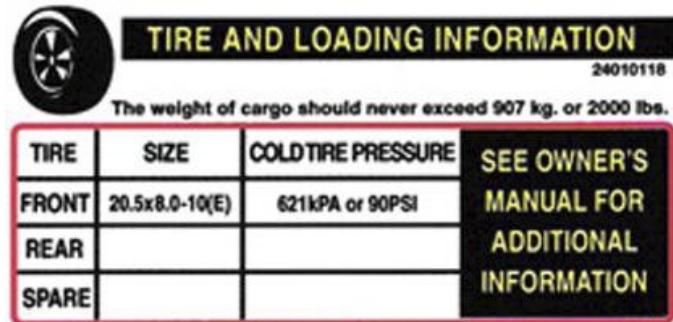 TIRE AND LOADING INFORMATION
24010118
The weight of cargo should never exceed 907 kg. or 2000 lbs.
TIRE SIZE COLD TIRE PRESSURE
FRONT 20.5x8.0-10(E) 621kPA or 90PSI
REAR
SPARE
SEE OWNER'S
MANUAL FOR
ADDITIONAL
INFORMATION